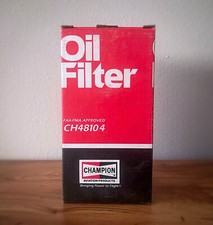 Oil
Filter
FAA/PMA APPROVED
CH48104
CHAMPION
AVIATION PRODUCTS
Bringing Power to Flight!